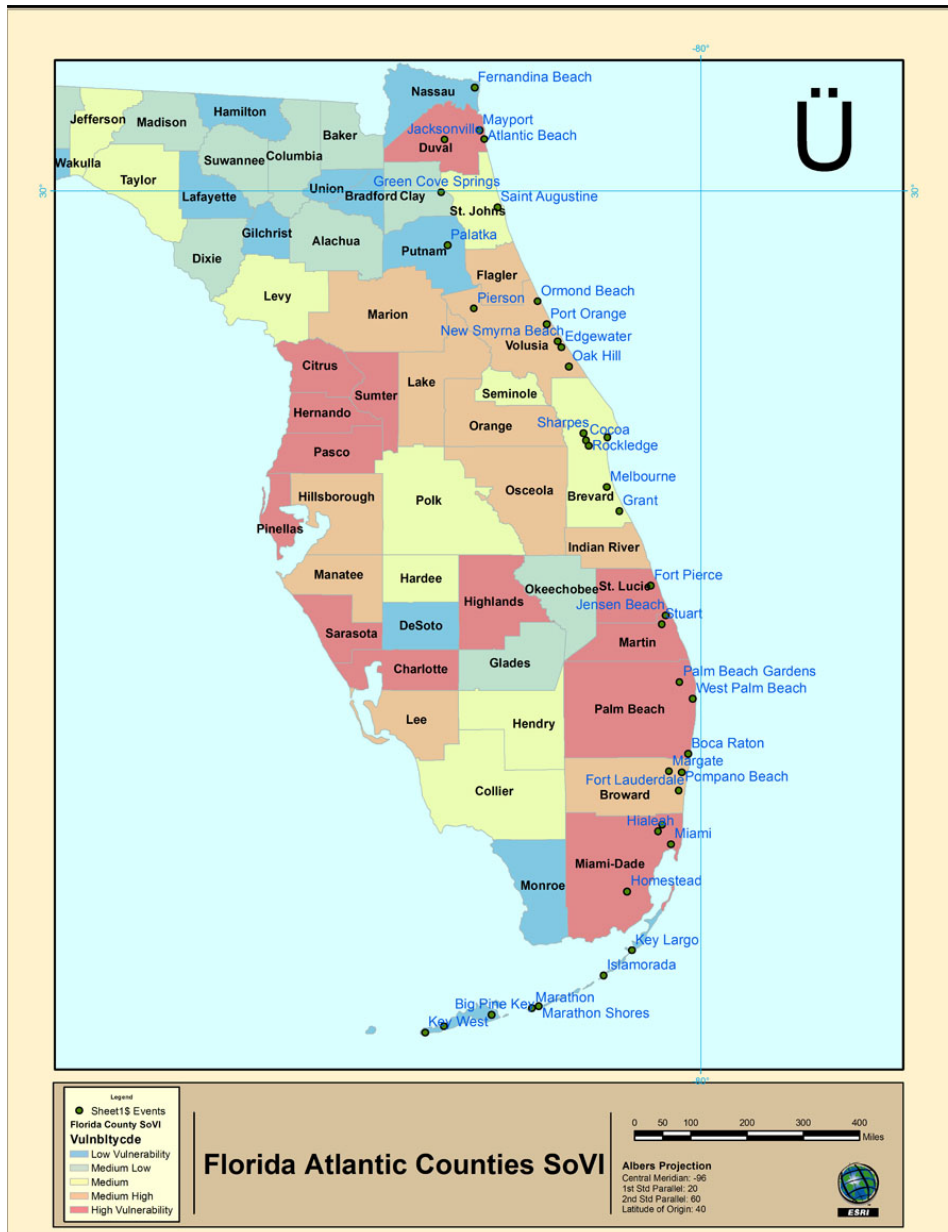 -80°
Fernandina Beach
Nassau
Ü
Jefferson
Hamilton
Madison
Mayport
Jacksonville
Atlantic Beach
Baker
Duval
Suwannee
Columbia
Wakulla
Taylor
Green Cove Springs
30°
30°
Lafayette
Union
Bradford
Clay
Saint Augustine
St. Johns
Gilchrist
Alachua
Palatka
Putnam
Dixie
Flagler
Levy
Pierson
Ormond Beach
Marion
Port Orange
New Smyrna Beach
Edgewater
Volusia
Oak Hill
Citrus
Lake
Sumter
Seminole
Hernando
Orange
Sharpes
Cocoa
Rockledge
Pasco
Hillsborough
Osceola
Melbourne
Polk
Brevard
Grant
Pinellas
Indian River
Manatee
Hardee
Okeechobee
St. Lucie
Fort Pierce
Highlands
Jensen Beach
Stuart
DeSoto
Sarasota
Martin
Charlotte
Glades
Palm Beach Gardens
West Palm Beach
Palm Beach
Lee
Hendry
Boca Raton
Margate
Fort Lauderdale
Pompano Beach
Collier
Broward
Hialeah
Miami
Miami-Dade
Monroe
Homestead
Key Largo
Islamorada
Big Pine Key
Marathon
Marathon Shores
Key West
-80°
Legend
Sheet1$ Events
Florida County SoVI
Vulnbltycde
Low Vulnerability
Medium Low
Medium
Medium High
High Vulnerability
Florida Atlantic Counties SoVI
0 50 100 200 300 400
Miles
Albers Projection
Central Meridian: -96
1st Std Parallel: 20
2nd Std Parallel: 60
Latitude of Origin: 40
ESRI